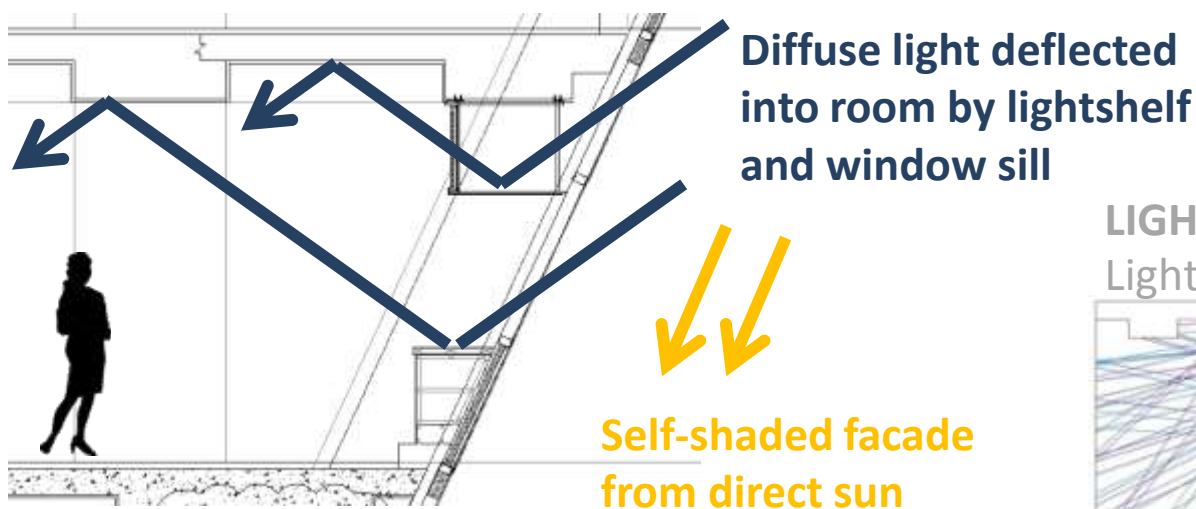 Diffuse light deflected
into room by lightshelf
and window sill
LIGH
Light
Self-shaded facade
from direct sun